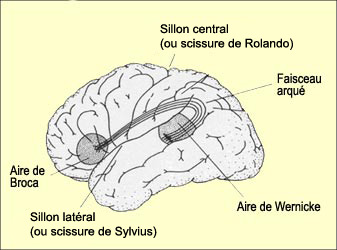 Sillon central
(ou scissure de Rolando)
Faisceau
arqué
Aire de
Broca
Aire de Wernicke
Sillon latéral
(ou scissure de Sylvius)